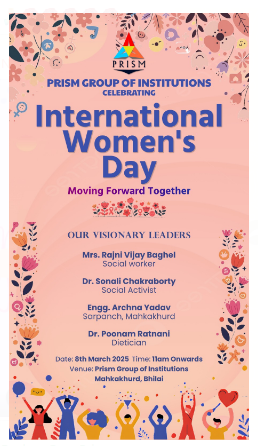 PRISM
PRISM GROUP OF INSTITUTIONS
CELEBRATING
International
Women's
Day
Moving Forward Together
OUR VISIONARY LEADERS
Mrs. Rajni Vijay Baghel
Social worker
Dr. Sonali Chakraborty
Social Activist
Engg. Archna Yadav
Sarpanch, Mahkakhurd
Dr. Poonam Ratnani
Dietician
Date: 8th March 2025 Time: 11am Onwards
Venue: Prism Group of Institutions
Mahkakhurd, Bhilai